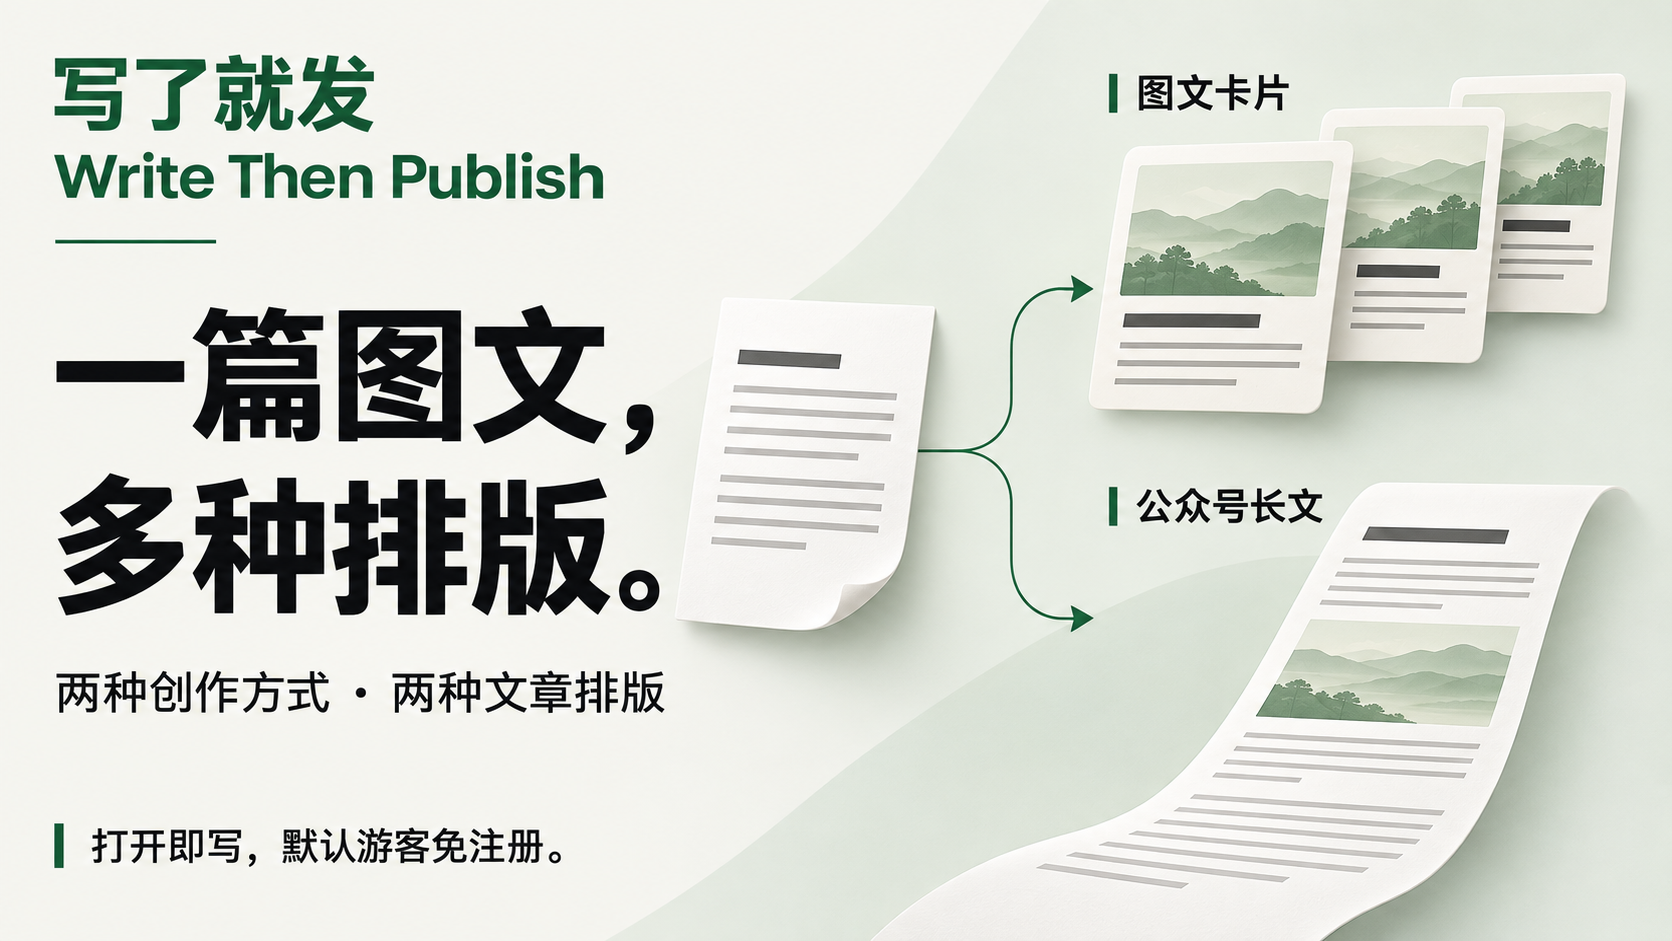 写了就发
Write Then Publish
一篇图文，
多种排版。
两种创作方式 · 两种文章排版
打开即写，默认游客免注册。
图文卡片
公众号长文